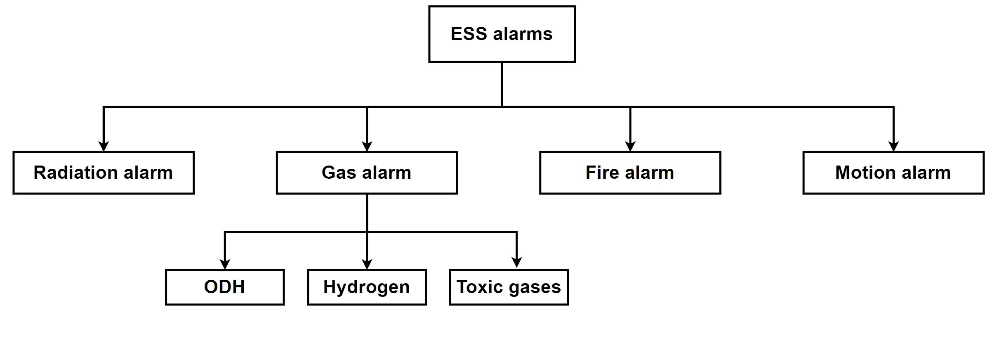 ESS alarms
Radiation alarm
Gas alarm
Fire alarm
Motion alarm
ODH
Hydrogen
Toxic gases